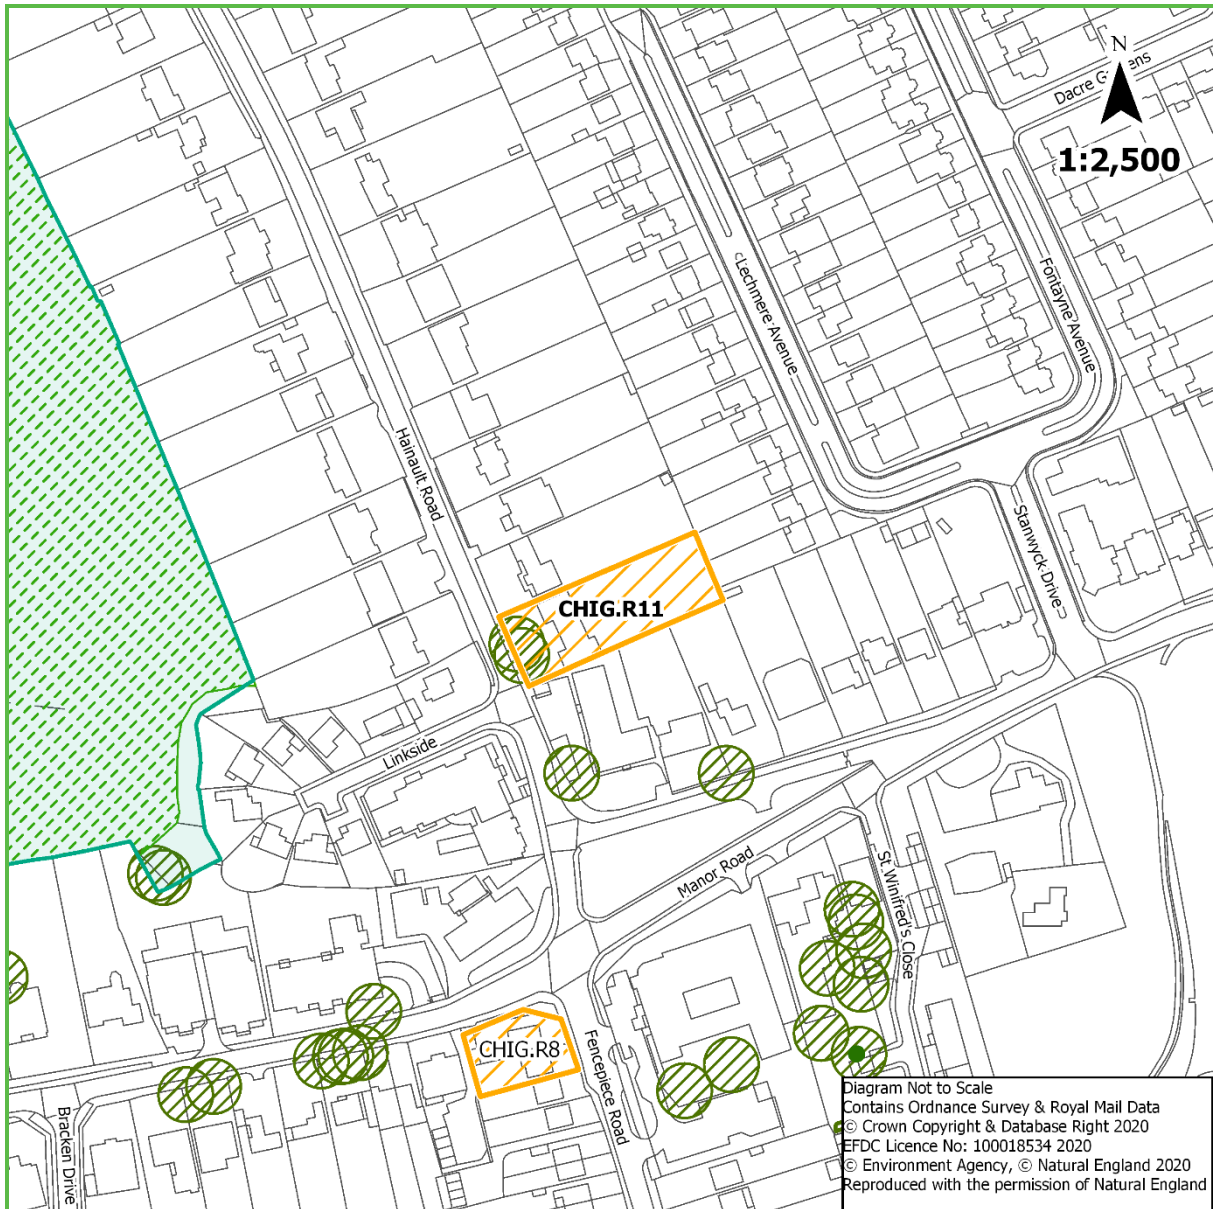 N
Dacre G ens
1:2,500
Lechmere Avenue
Fontayne Avenue
Hainault Road
Stanwyck Drive
CHIG.R11
Linkside
Manor Road
St Winifred's Close
CHIG.R8
Fencepiece Road
Bracken Drive
Diagram Not to Scale
Contains Ordnance Survey & Royal Mail Data
© Crown Copyright & Database Right 2020
EFDC Licence No: 100018534 2020
© Environment Agency, © Natural England 2020
Reproduced with the permission of Natural England